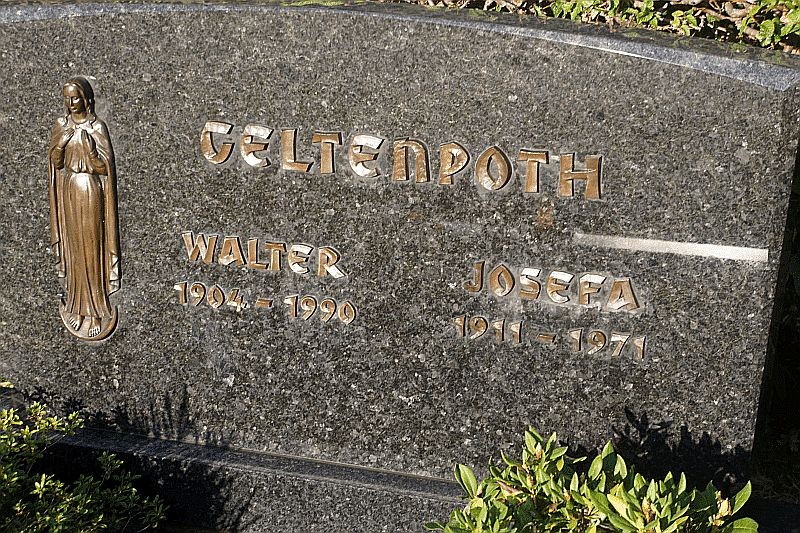 GELTENPOTH
WALTER
1904 - 1990
JOSEFA
1911 - 1971